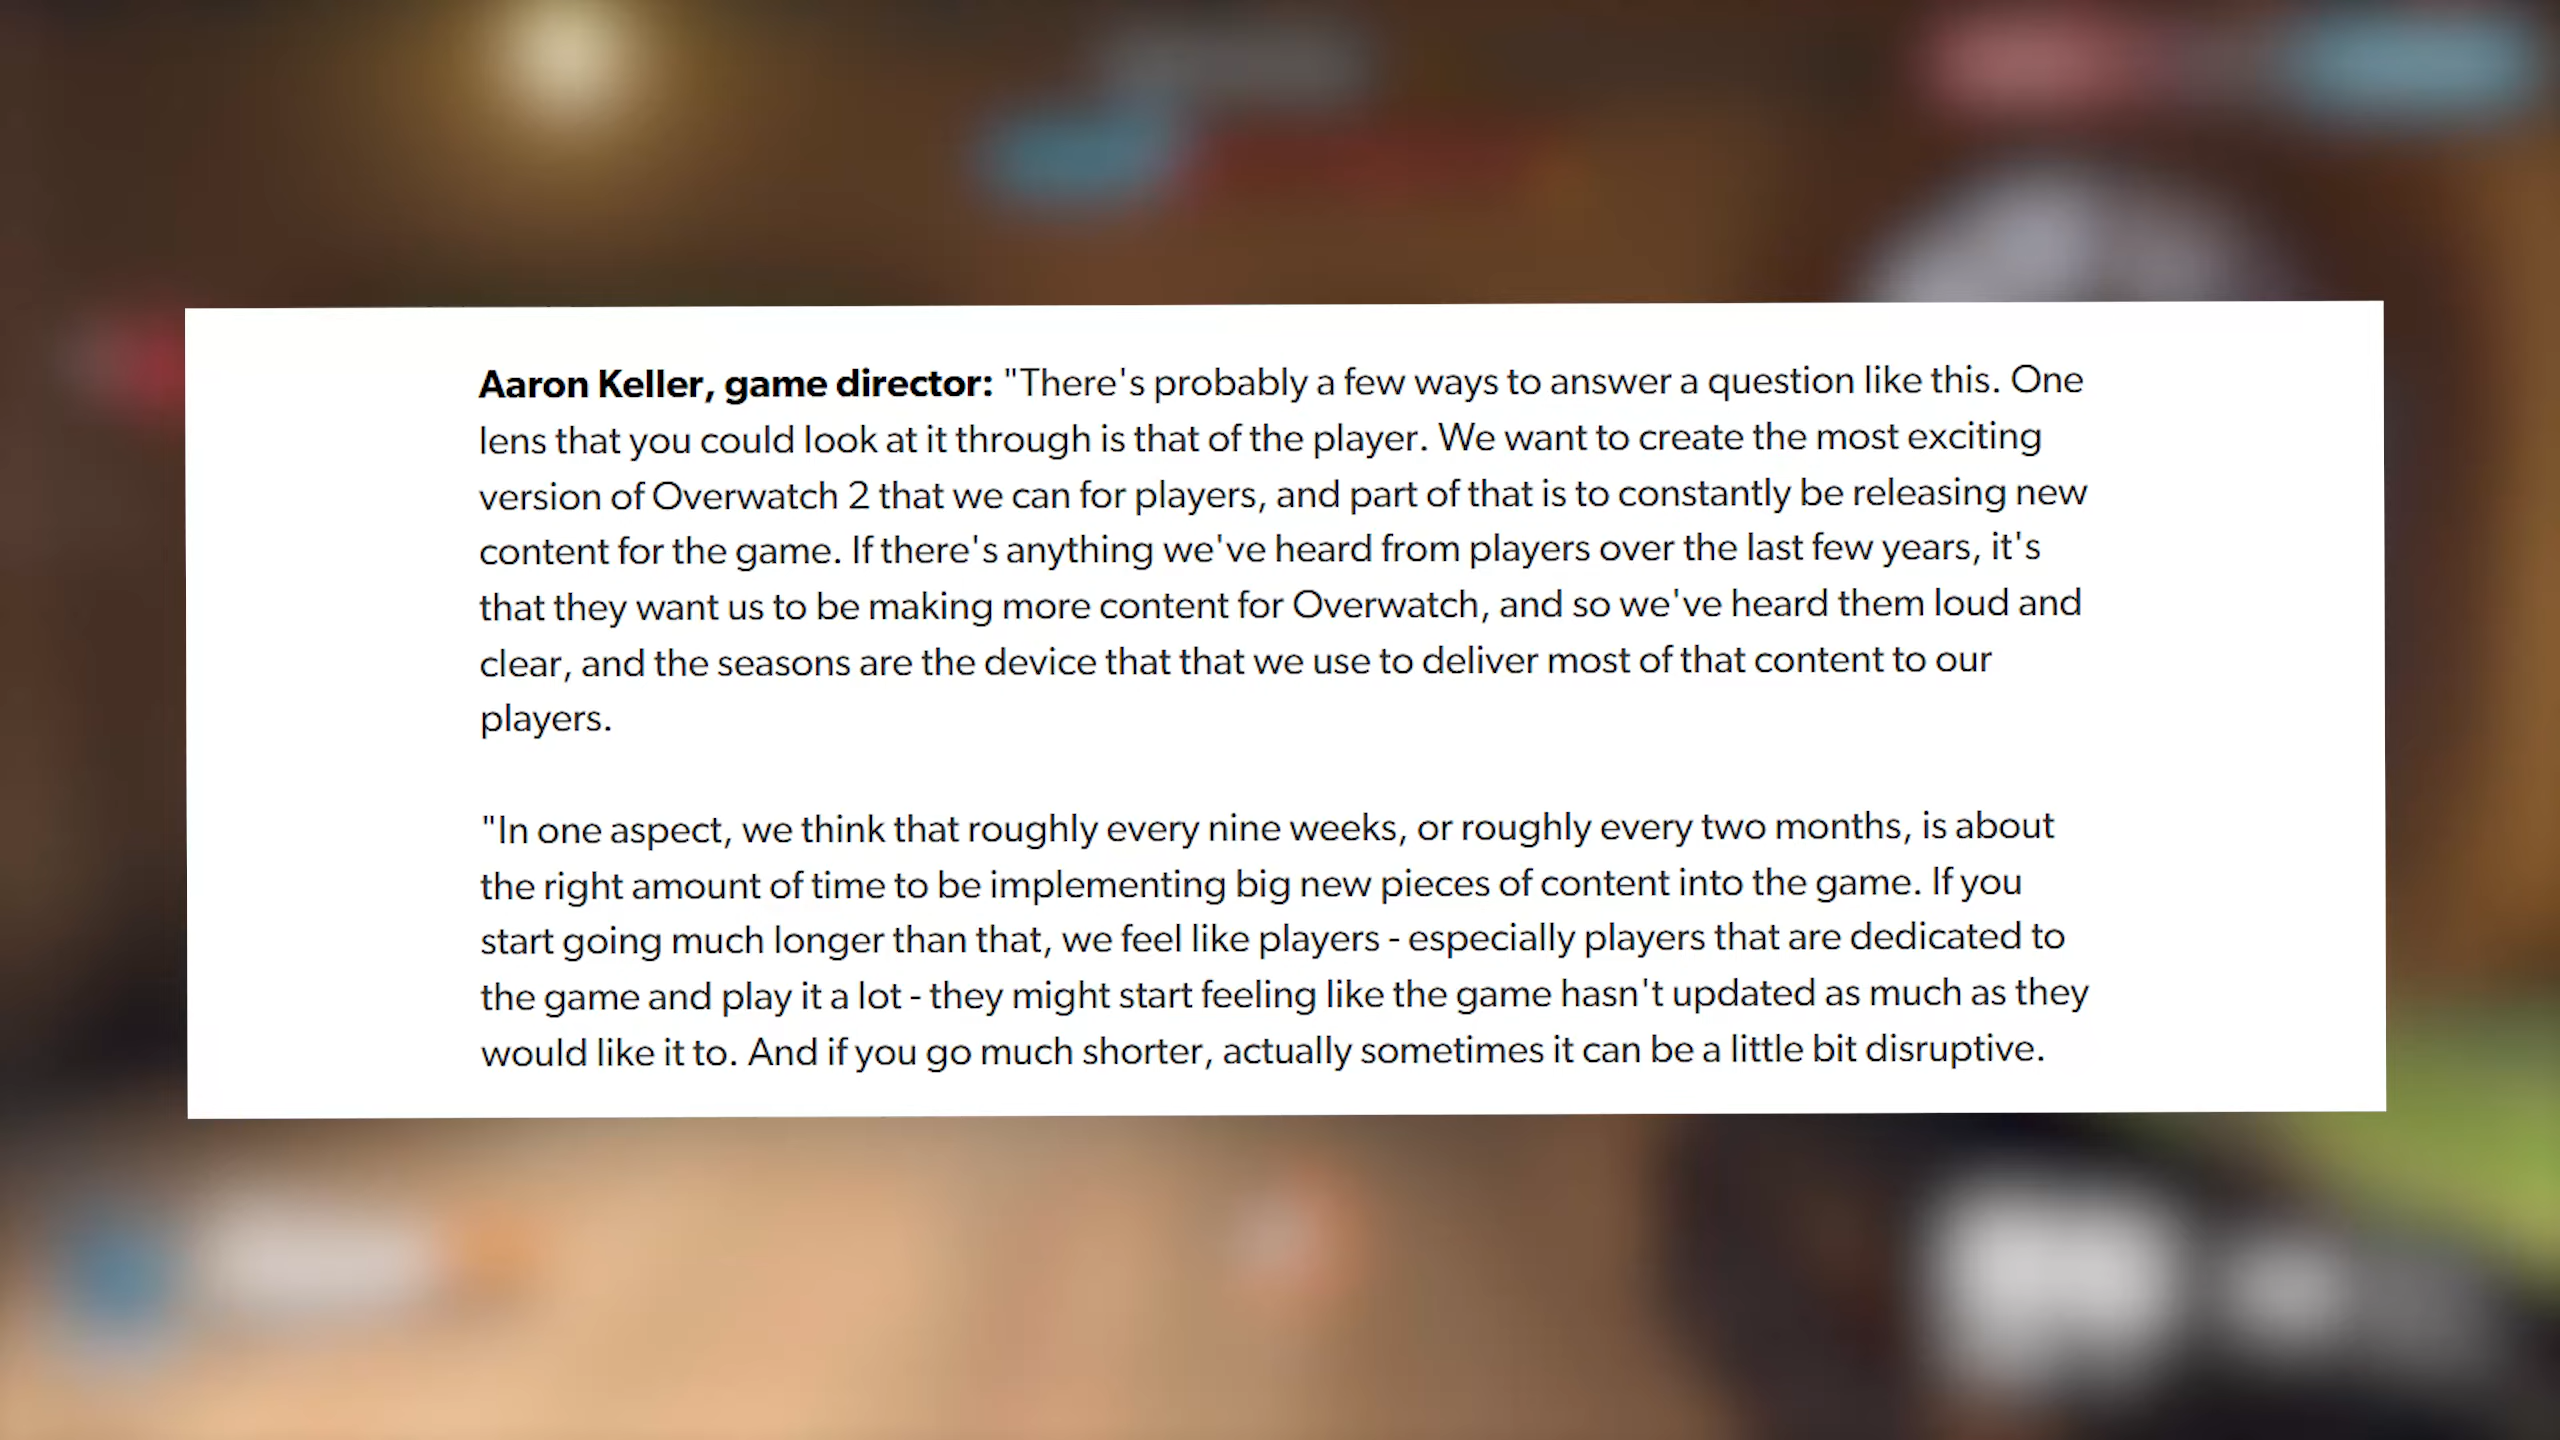 Aaron Keller, game director: "There's probably a few ways to answer a question like this. One
lens that you could look at it through is that of the player. We want to create the most exciting
version of Overwatch 2 that we can for players, and part of that is to constantly be releasing new
content for the game. If there's anything we've heard from players over the last few years, it's
that they want us to be making more content for Overwatch, and so we've heard them loud and
clear, and the seasons are the device that that we use to deliver most of that content to our
players.
"In one aspect, we think that roughly every nine weeks, or roughly every two months, is about
the right amount of time to be implementing big new pieces of content into the game. If you
start going much longer than that, we feel like players - especially players that are dedicated to
the game and play it a lot - they might start feeling like the game hasn't updated as much as they
would like it to. And if you go much shorter, actually sometimes it can be a little bit disruptive.